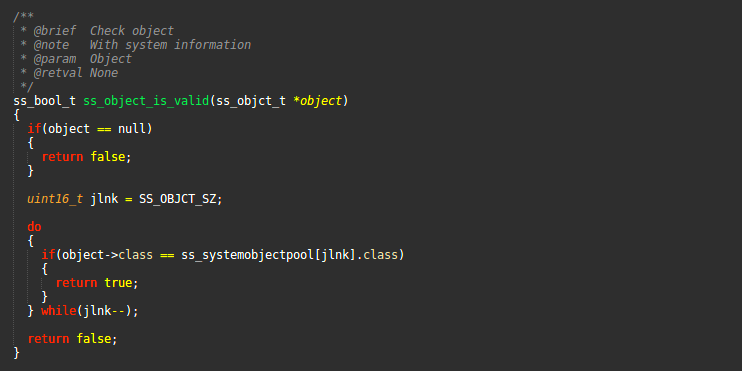 /**
 * @brief  Check object
 * @note   With system information
 * @param  Object
 * @retval None
 */
ss_bool_t ss_object_is_valid(ss_objct_t *object)
{
  if(object == null)
  {
    return false;
  }

  uint16_t jlnk = SS_OBJCT_SZ;

  do
  {
    if(object->class == ss_systemobjectpool[jlnk].class)
    {
      return true;
    }
  } while(jlnk--);

  return false;
}